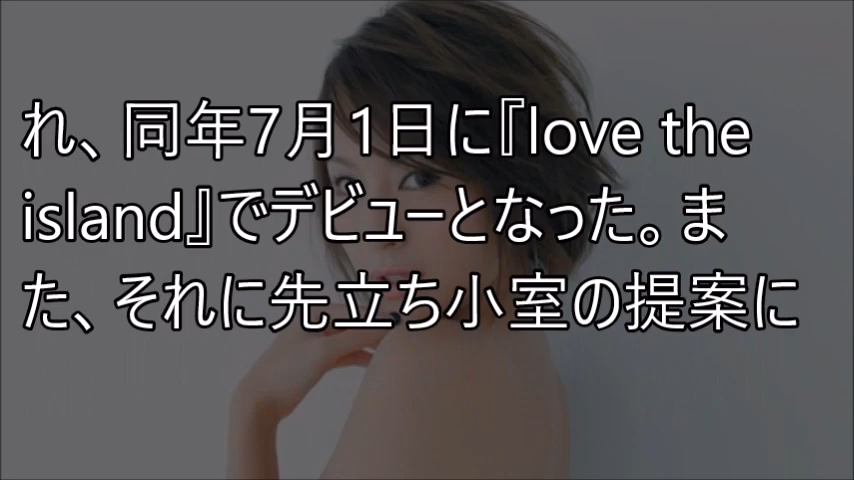 れ、同年7月1日に『love the
island』でデビューとなった。ま
た、それに先立ち小室の提案に